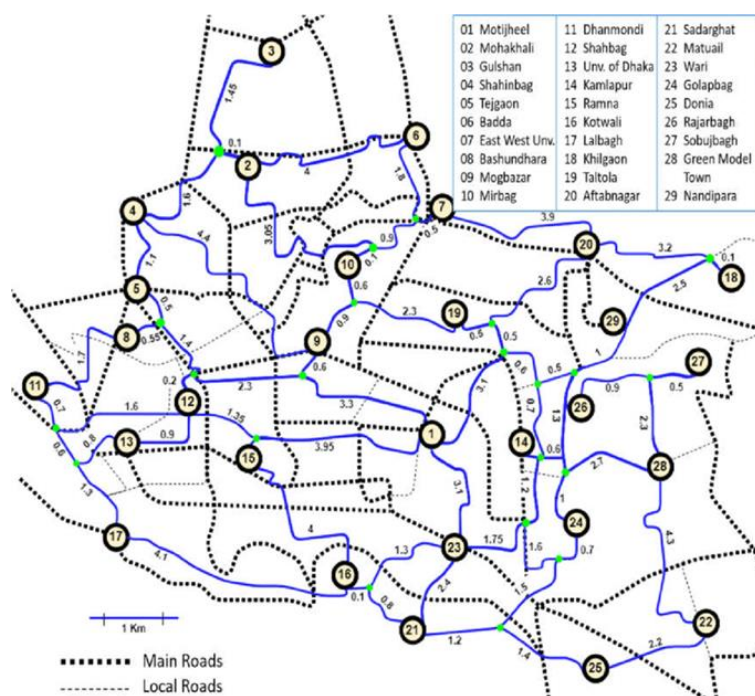 01 Motijheel
02 Mohakhali
03 Gulshan
04 Shahinbag
05 Tejgaon
06 Badda
07 East West Unv.
08 Bashundhara
09 Mogbazar
10 Mirbag
11 Dhanmondi
12 Shahbag
13 Unv. of Dhaka
14 Kamlapur
15 Ramna
16 Kotwali
17 Lalbagh
18 Khilgaon
19 Taltola
20 Aftabnagar
21 Sadarghat
22 Matuail
23 Wari
24 Golapbag
25 Donia
26 Rajarbagh
27 Sobujbagh
28 Green Model
Town
29 Nandipara
3
1.45
0.1
2
4
6
1.6
1.8
4
4.4
3.05
7
0.5
3.9
0.9
0.1
20
3.2
0.1
18
1.1
10
2.6
2.5
5
0.5
0.6
0.9
2.3
19
0.5
29
8
0.55
1.4
9
0.5
1
1.7
0.6
0.6
27
11
0.2
2.3
3.1
0.7
0.9
0.5
0.7
1.6
12
3.3
1.3
26
1.35
2.3
0.6
0.8
13
0.9
3.95
1
14
0.6
15
2.7
28
1.3
3.1
1.2
1
17
4
24
4.3
4.1
1.3
23
1.75
1.6
0.7
16
0.1
2.4
1.5
0.8
21
1.2
22
1.4
2.2
25
1 Km
Main Roads
Local Roads